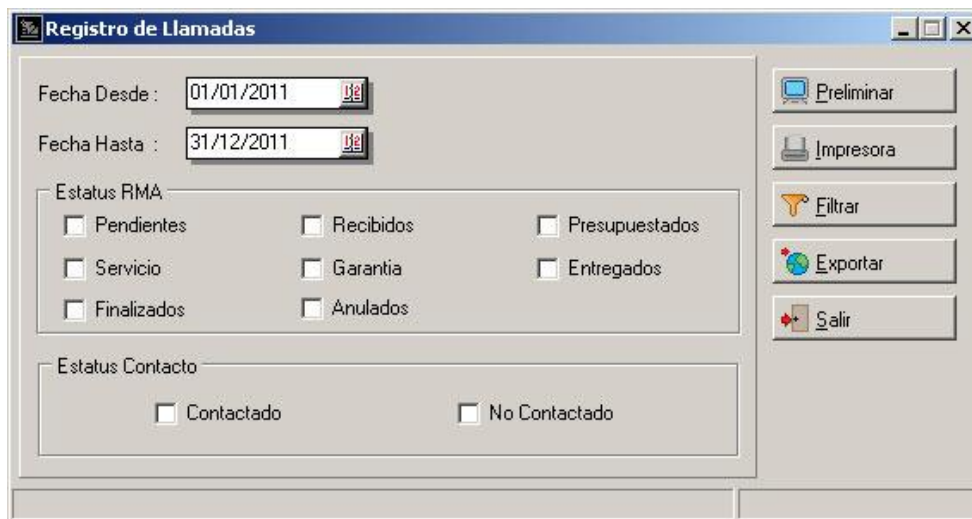 Registro de Llamadas
Fecha Desde : 01/01/2011
Fecha Hasta : 31/12/2011
Estatus RMA
Pendientes Recibidos Presupuestados
Servicio Garantia Entregados
Finalizados Anulados
Estatus Contacto
Contactado No Contactado
Preliminar
Impresora
Filtrar
Exportar
Salir